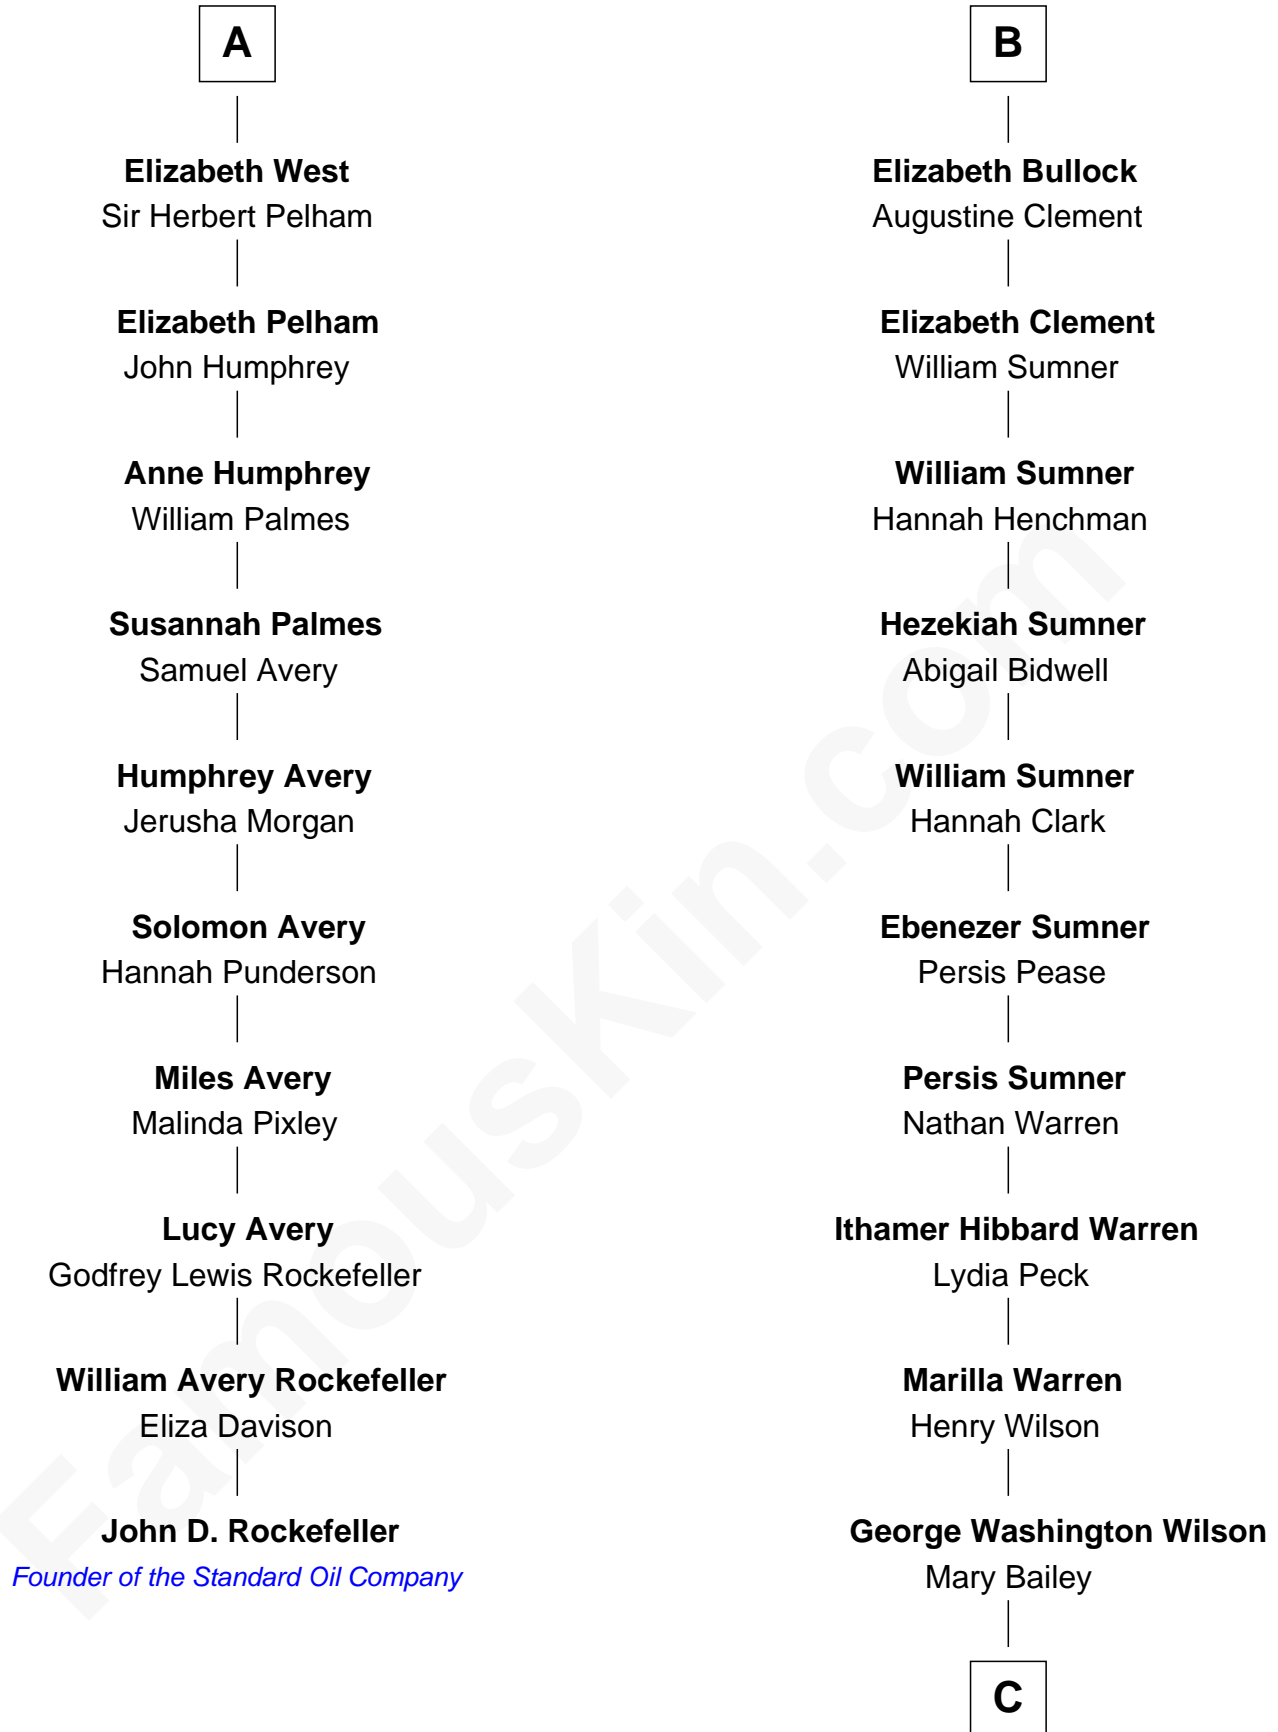 A
Elizabeth West
Sir Herbert Pelham
Elizabeth Pelham
John Humphrey
Anne Humphrey
William Palmes
Susannah Palmes
Samuel Avery
Humphrey Avery
Jerusha Morgan
Solomon Avery
Hannah Punderson
Miles Avery
Malinda Pixley
Lucy Avery
Godfrey Lewis Rockefeller
William Avery Rockefeller
Eliza Davison
John D. Rockefeller
Founder of the Standard Oil Company
B
Elizabeth Bullock
Augustine Clement
Elizabeth Clement
William Sumner
William Sumner
Hannah Henchman
Hezekiah Sumner
Abigail Bidwell
William Sumner
Hannah Clark
Ebenezer Sumner
Persis Pease
Persis Sumner
Nathan Warren
Ithamer Hibbard Warren
Lydia Peck
Marilla Warren
Henry Wilson
George Washington Wilson
Mary Bailey
C
FamousKin.com